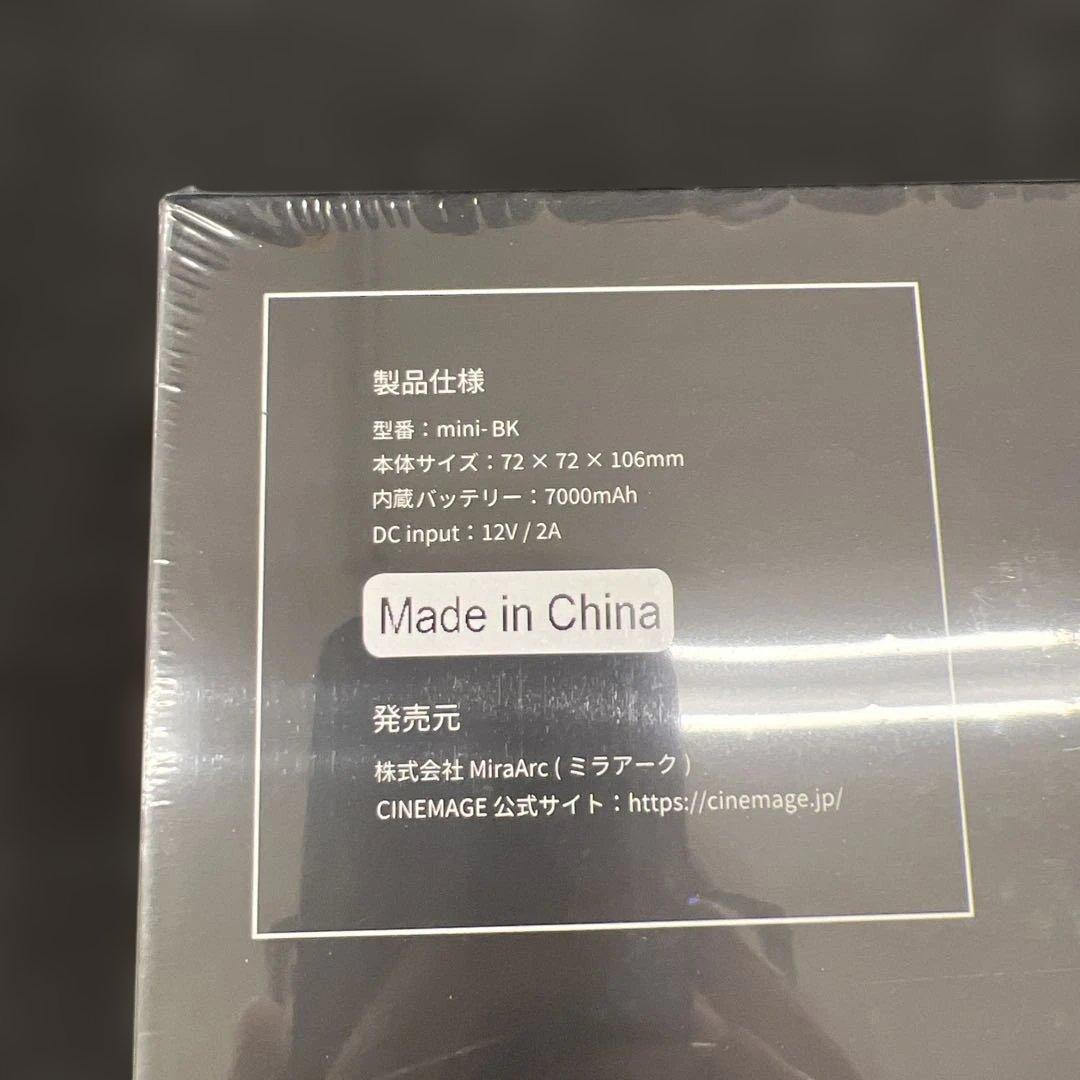 製品仕様
型番：mini- BK
本体サイズ：72 × 72 × 106mm
内蔵バッテリー：7000mAh
DC input：12V / 2A
Made in China
発売元
株式会社 MiraArc ( ミラアーク )
CINEMAGE 公式サイト：https://cinemage.jp/